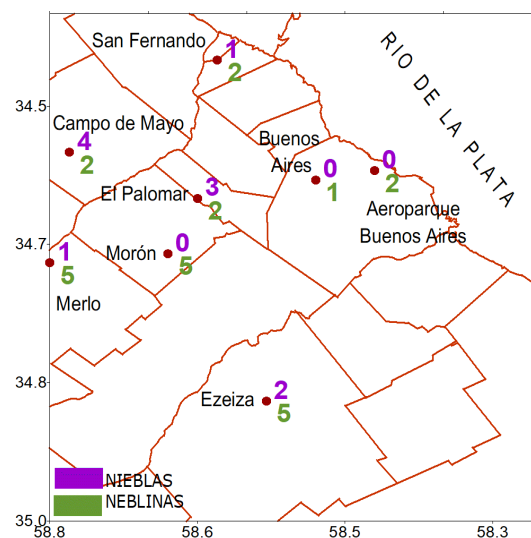 San Fernando
1
2
RIO DE LA PLATA
34.5
Campo de Mayo
4
2
Buenos
Aires
0
1
0
2
El Palomar
3
2
Aeroparque
Buenos Aires
34.7
Morón
0
5
1
5
Merlo
34.8
Ezeiza
2
5
NIEBLAS
NEBLINAS
35.0
58.8
58.6
58.5
58.3